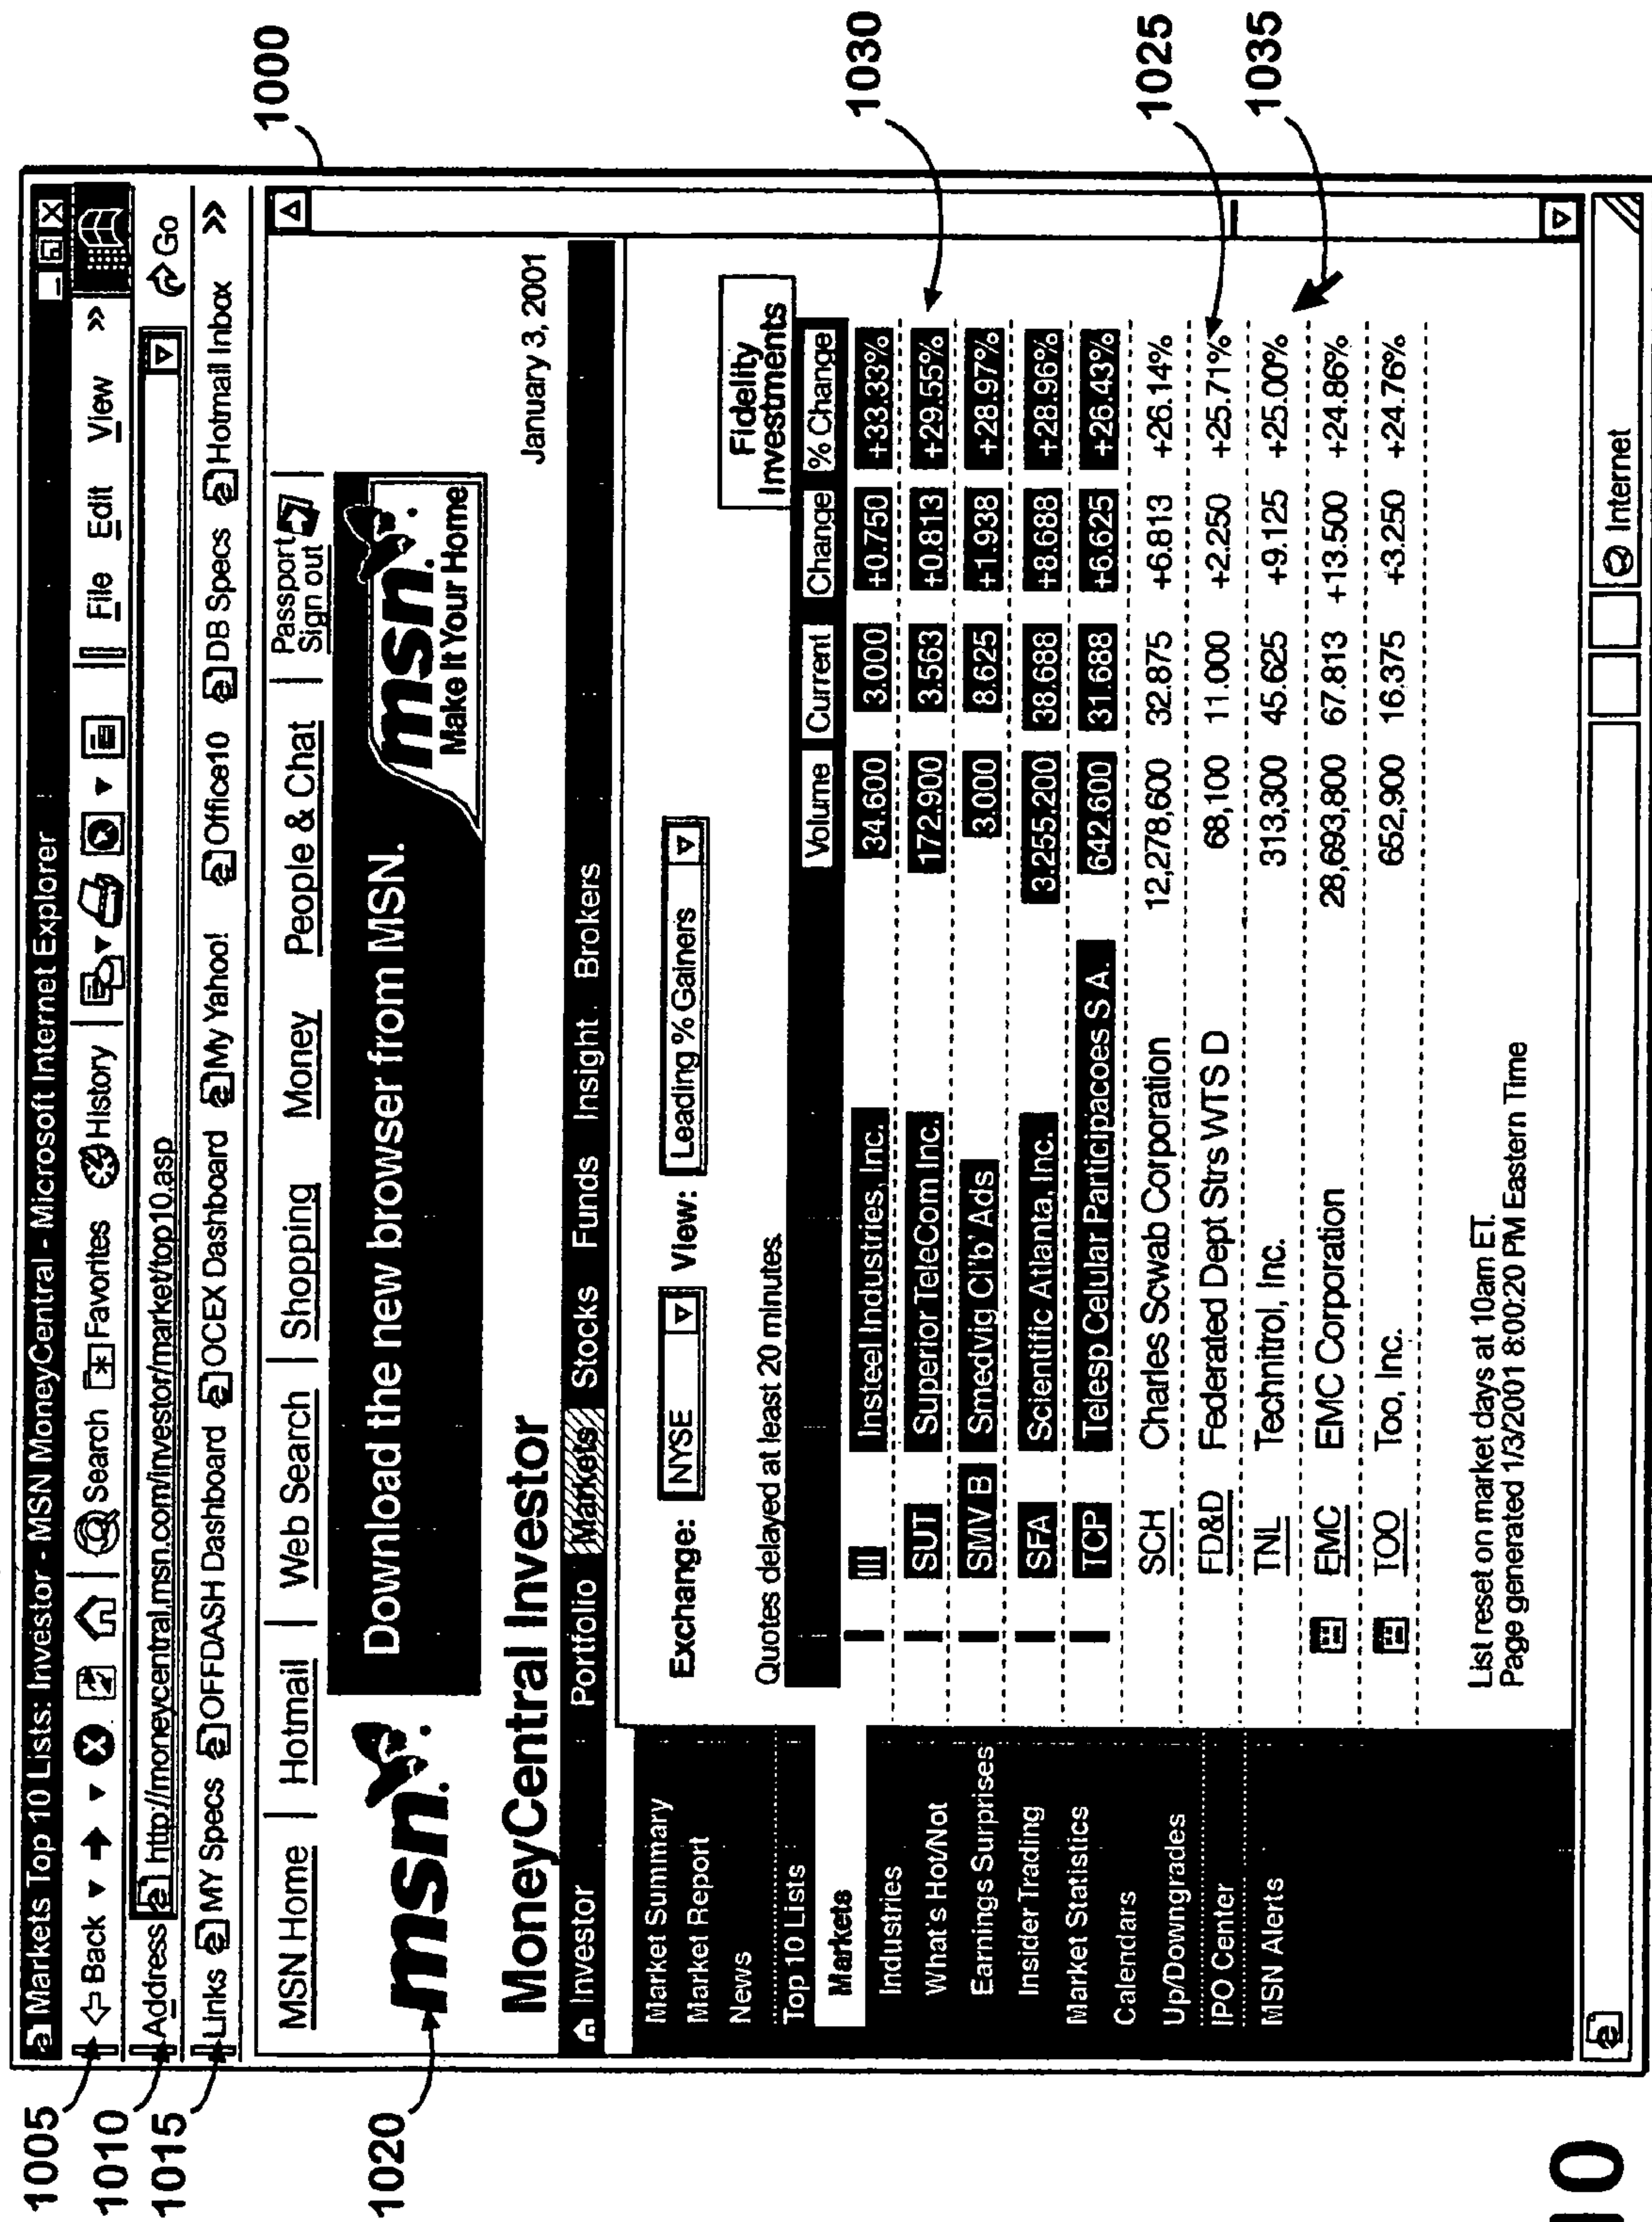 1000
1005
1010
1015
1020
1030
1025
1035
Markets Top 10 Lists: Investor - MSN MoneyCentral - Microsoft Internet Explorer
Back Search Favorites History File Edit View »
Address http://moneycentral.msn.com/investor/market/top10.asp Go
Links MY Specs OFFDASH Dashboard OCEX Dashboard My Yahoo! Office10 DB Specs Hotmail Inbox »
MSN Home | Hotmail | Web Search | Shopping Money People & Chat | Passport Sign out |
msn. Download the new browser from MSN. msn.
Make It Your Home
MoneyCentral Investor January 3, 2001
Investor Portfolio Markets Stocks Funds Insight Brokers
Market Summary
Market Report
News
Top 10 Lists
Markets
Industries
What's Hot/Not
Earnings Surprises
Insider Trading
Market Statistics
Calendars
Up/Downgrades
IPO Center
MSN Alerts
Exchange: NYSE View: Leading % Gainers
Quotes delayed at least 20 minutes.
Fidelity
Investments
Volume Current Change % Change
III Insteel Industries, Inc. 34.600 3.000 +0.750 +33.33%
SUT Superior TeleCom Inc. 172.900 3.563 +0.813 +29.55%
SMV B Smedvig Cl'b' Ads 3.000 8.625 +1.938 +28.97%
SFA Scientific Atlanta, Inc. 3.255.200 38.688 +8.688 +28.96%
TCP Telesp Celular Participacoes S A. 642.600 31.688 +6.625 +26.43%
SCH Charles Scwab Corporation 12,278,600 32.875 +6.813 +26.14%
FD&D Federated Dept Strs WTS D 68,100 11.000 +2.250 +25.71%
TNL Technitrol, Inc. 313,300 45.625 +9.125 +25.00%
EMC EMC Corporation 28,693,800 67.813 +13.500 +24.86%
TOO Too, Inc. 652,900 16.375 +3.250 +24.76%
List reset on market days at 10am ET.
Page generated 1/3/2001 8:00:20 PM Eastern Time
Internet